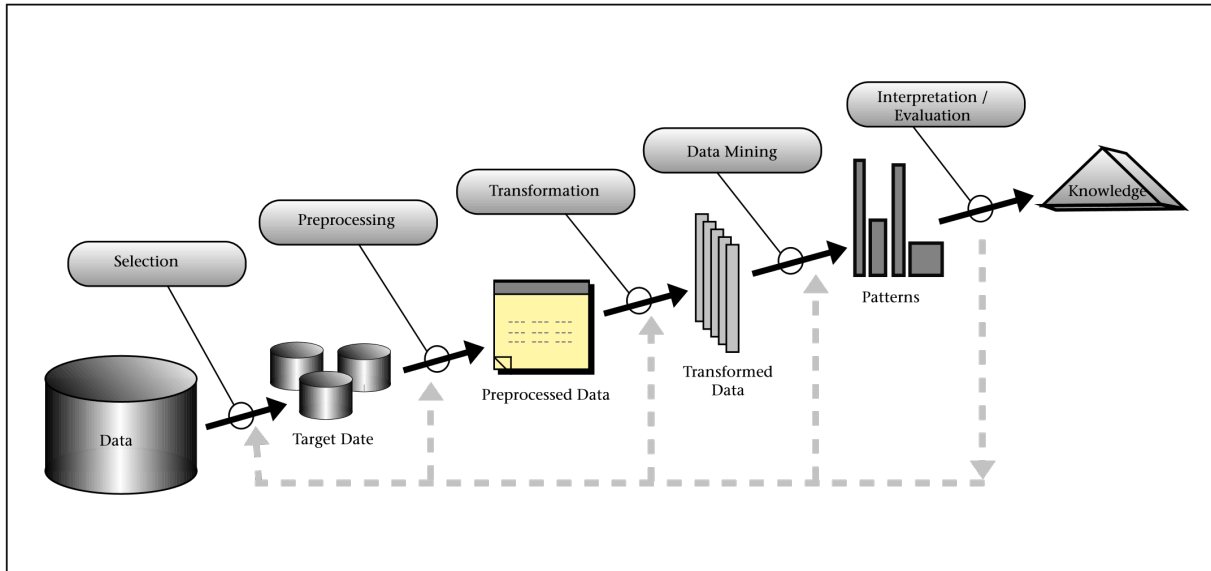 Interpretation /
Evaluation
Data Mining
Transformation
Knowledge
Preprocessing
Selection
Patterns
Transformed
Data
Preprocessed Data
Target Date
Data